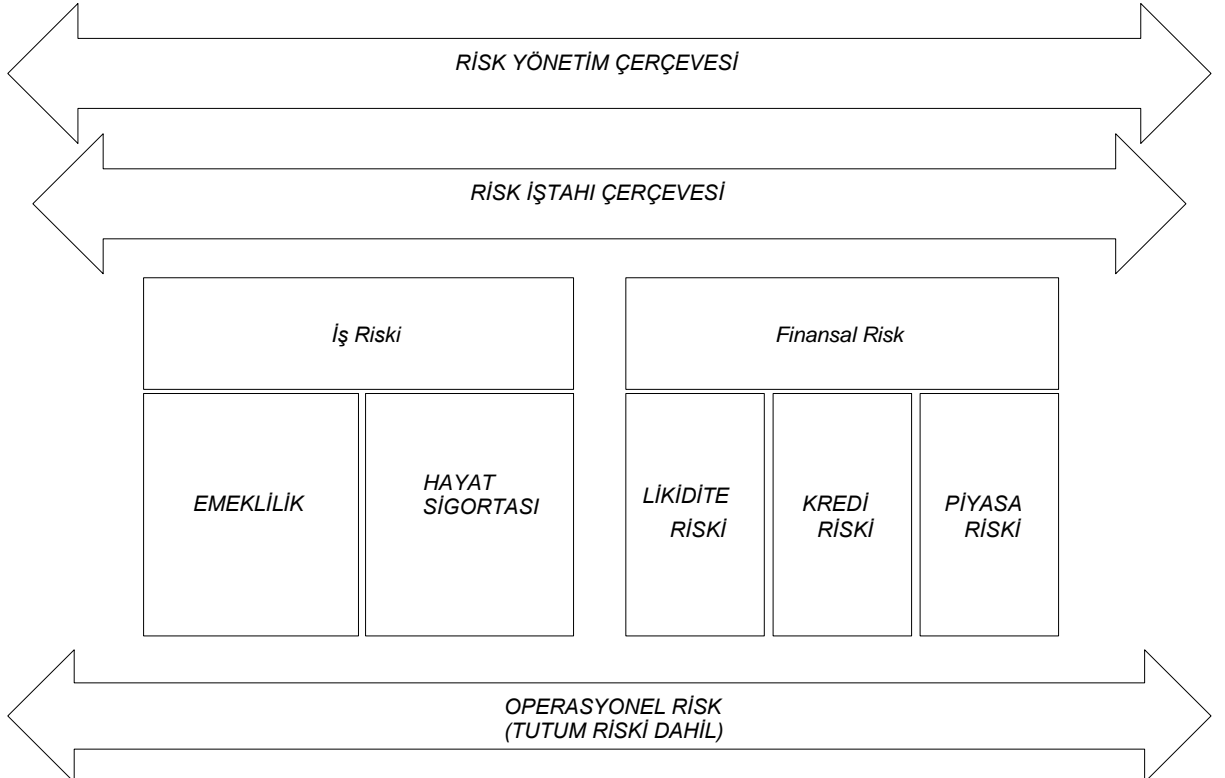 RİSK YÖNETİM ÇERÇEVESİ
RİSK İŞTAHI ÇERÇEVESİ
İş Riski
Finansal Risk
EMEKLİLİK
HAYAT
SİGORTASI
LİKİDİTE
RİSKİ
KREDİ
RİSKİ
PİYASA
RİSKİ
OPERASYONEL RİSK
(TUTUM RİSKİ DAHİL)